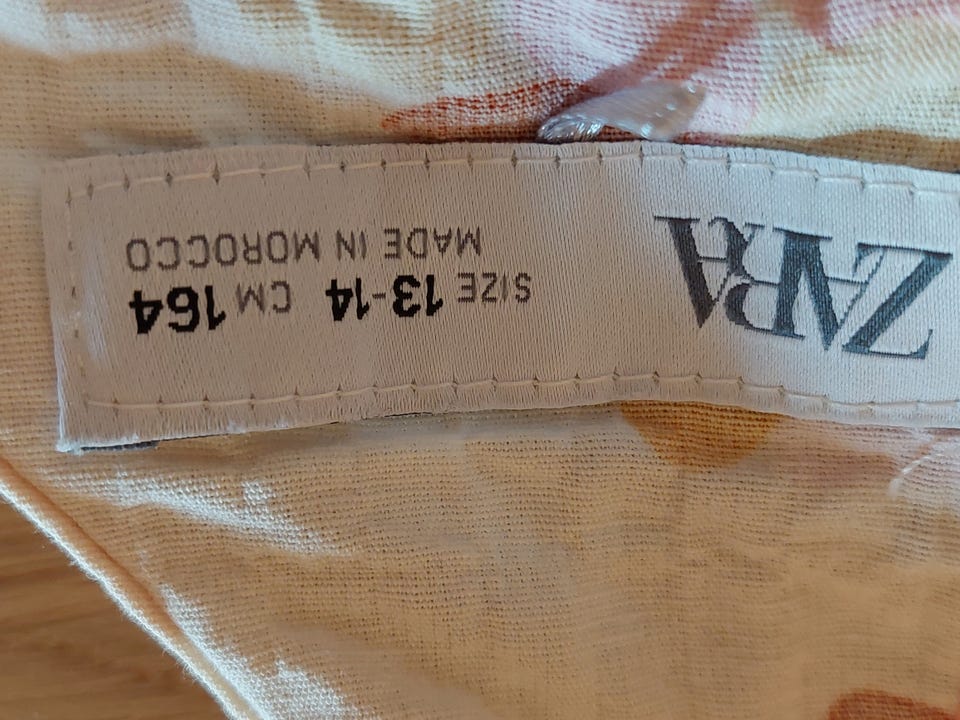 ZARA
SIZE 13-14 CM 164
MADE IN MOROCCO